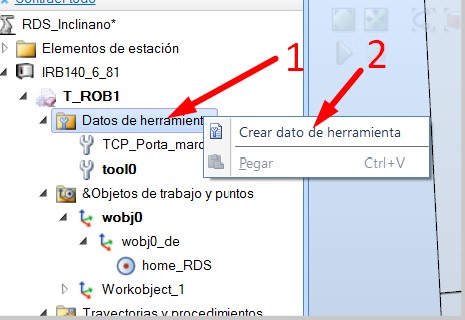 Contraer todo
RDS_Inclinano*
Elementos de estación
IRB140_6_81
T_ROB1
Datos de herramient
1
2
Crear dato de herramienta
Pegar Ctrl+V
TCP_Porta_marc
tool0
&Objetos de trabajo y puntos
wobj0
wobj0_de
home_RDS
Workobject_1
Trayectorias y procedimientos